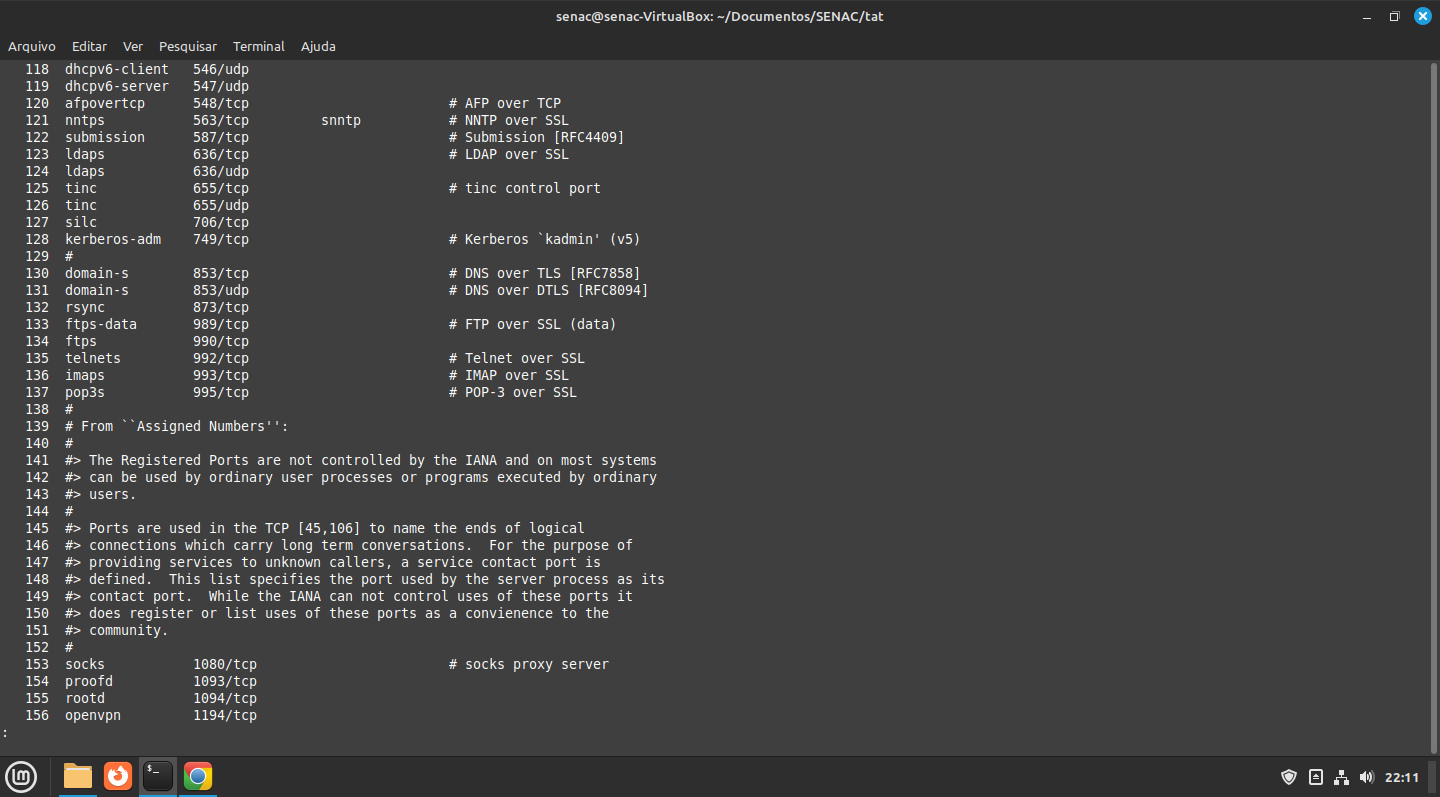 senac@senac-VirtualBox: ~/Documentos/SENAC/tat
Arquivo Editar Ver Pesquisar Terminal Ajuda
118 dhcpv6-client 546/udp
119 dhcpv6-server 547/udp
120 afpovertcp 548/tcp # AFP over TCP
121 nntps 563/tcp snntp # NNTP over SSL
122 submission 587/tcp # Submission [RFC4409]
123 ldaps 636/tcp # LDAP over SSL
124 ldaps 636/udp
125 tinc 655/tcp # tinc control port
126 tinc 655/udp
127 silc 706/tcp
128 kerberos-adm 749/tcp # Kerberos `kadmin' (v5)
129 #
130 domain-s 853/tcp # DNS over TLS [RFC7858]
131 domain-s 853/udp # DNS over DTLS [RFC8094]
132 rsync 873/tcp
133 ftps-data 989/tcp # FTP over SSL (data)
134 ftps 990/tcp
135 telnets 992/tcp # Telnet over SSL
136 imaps 993/tcp # IMAP over SSL
137 pop3s 995/tcp # POP-3 over SSL
138 #
139 # From ``Assigned Numbers'':
140 #
141 #> The Registered Ports are not controlled by the IANA and on most systems
142 #> can be used by ordinary user processes or programs executed by ordinary
143 #> users.
144 #
145 #> Ports are used in the TCP [45,106] to name the ends of logical
146 #> connections which carry long term conversations.  For the purpose of
147 #> providing services to unknown callers, a service contact port is
148 #> defined.  This list specifies the port used by the server process as its
149 #> contact port.  While the IANA can not control uses of these ports it
150 #> does register or list uses of these ports as a convienence to the
151 #> community.
152 #
153 socks 1080/tcp # socks proxy server
154 proofd 1093/tcp
155 rootd 1094/tcp
156 openvpn 1194/tcp
:
$_
22:11